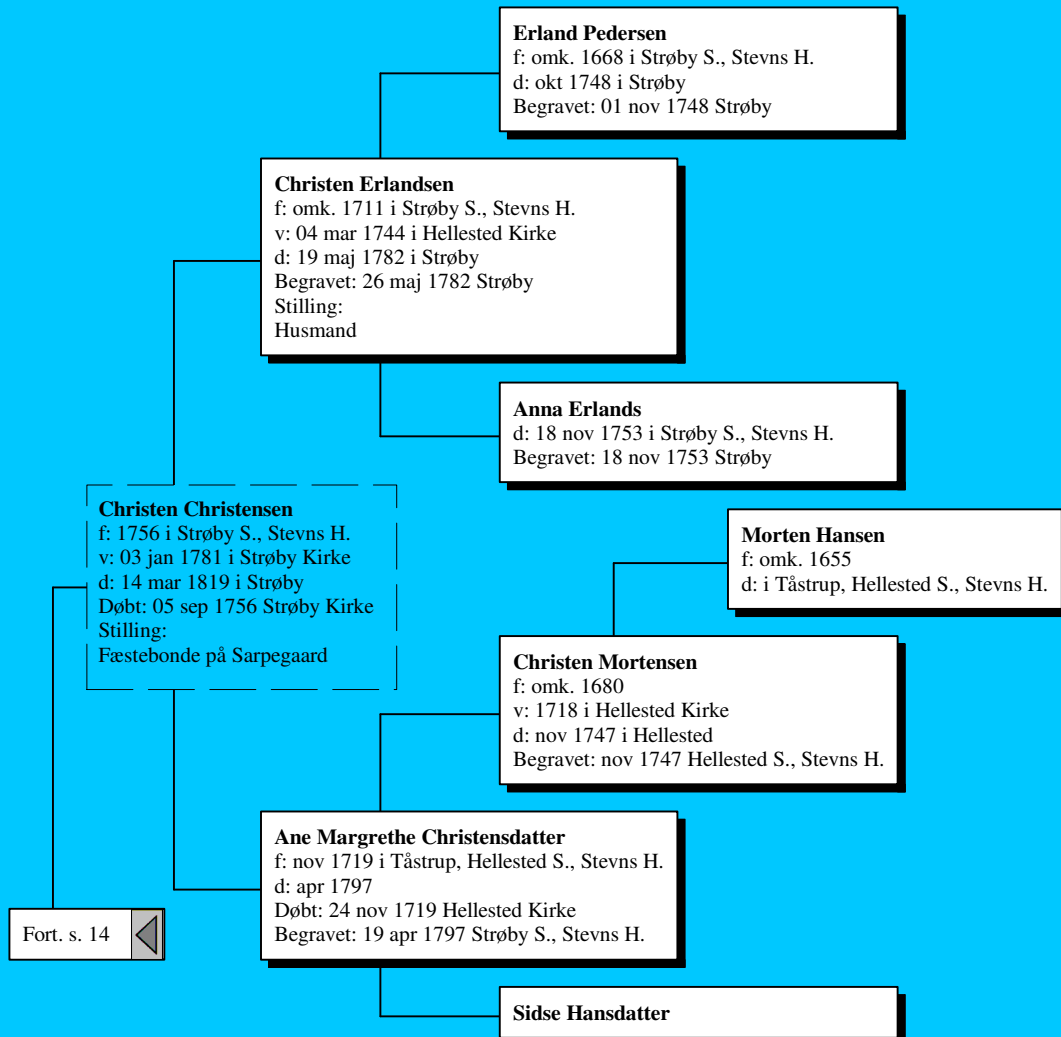 Erland Pedersen
f: omk. 1668 i Strøby S., Stevns H.
d: okt 1748 i Strøby
Begravet: 01 nov 1748 Strøby
Christen Erlandsen
f: omk. 1711 i Strøby S., Stevns H.
v: 04 mar 1744 i Hellested Kirke
d: 19 maj 1782 i Strøby
Begravet: 26 maj 1782 Strøby
Stilling:
Husmand
Anna Erlands
d: 18 nov 1753 i Strøby S., Stevns H.
Begravet: 18 nov 1753 Strøby
Christen Christensen
f: 1756 i Strøby S., Stevns H.
v: 03 jan 1781 i Strøby Kirke
d: 14 mar 1819 i Strøby
Døbt: 05 sep 1756 Strøby Kirke
Stilling:
Fæstebonde på Sarpegaard
Morten Hansen
f: omk. 1655
d: i Tåstrup, Hellested S., Stevns H.
Christen Mortensen
f: omk. 1680
v: 1718 i Hellested Kirke
d: nov 1747 i Hellested
Begravet: nov 1747 Hellested S., Stevns H.
Ane Margrethe Christensdatter
f: nov 1719 i Tåstrup, Hellested S., Stevns H.
d: apr 1797
Døbt: 24 nov 1719 Hellested Kirke
Begravet: 19 apr 1797 Strøby S., Stevns H.
Fort. s. 14
Sidse Hansdatter